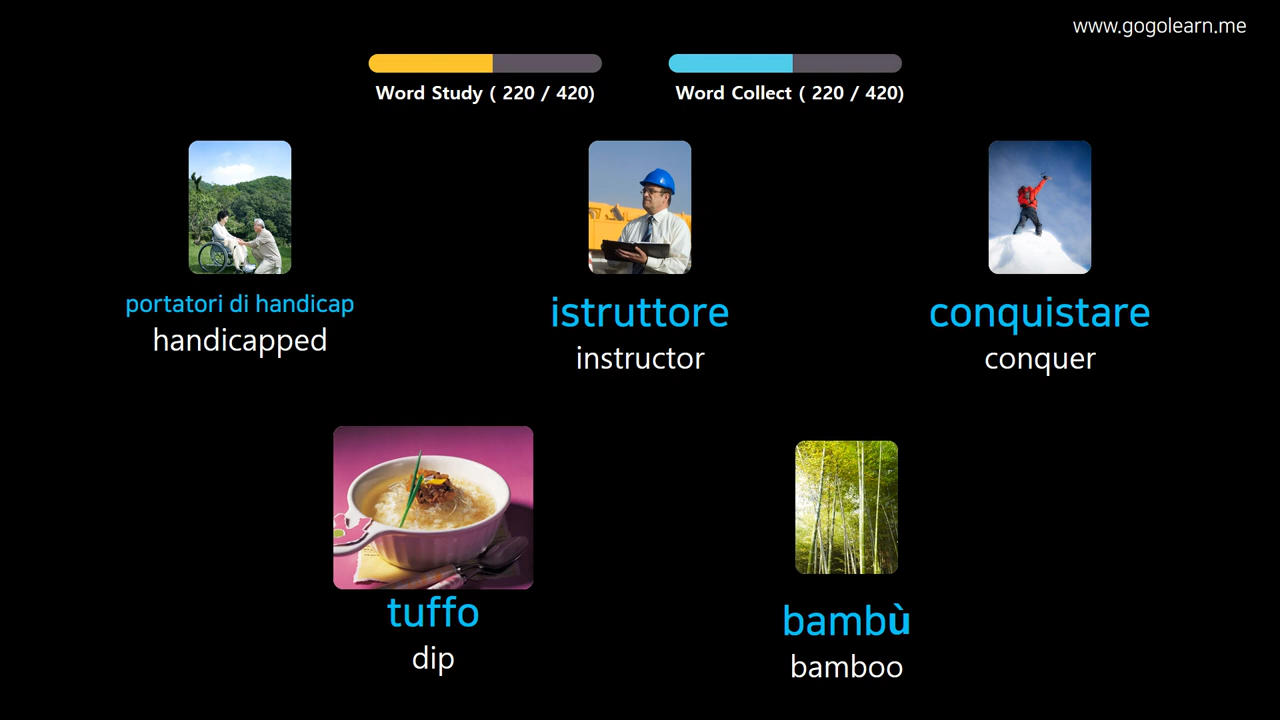 www.gogolearn.me
Word Study ( 220 / 420)
Word Collect ( 220 / 420)
portatori di handicap
handicapped
istruttore
instructor
conquistare
conquer
tuffo
dip
bambù
bamboo